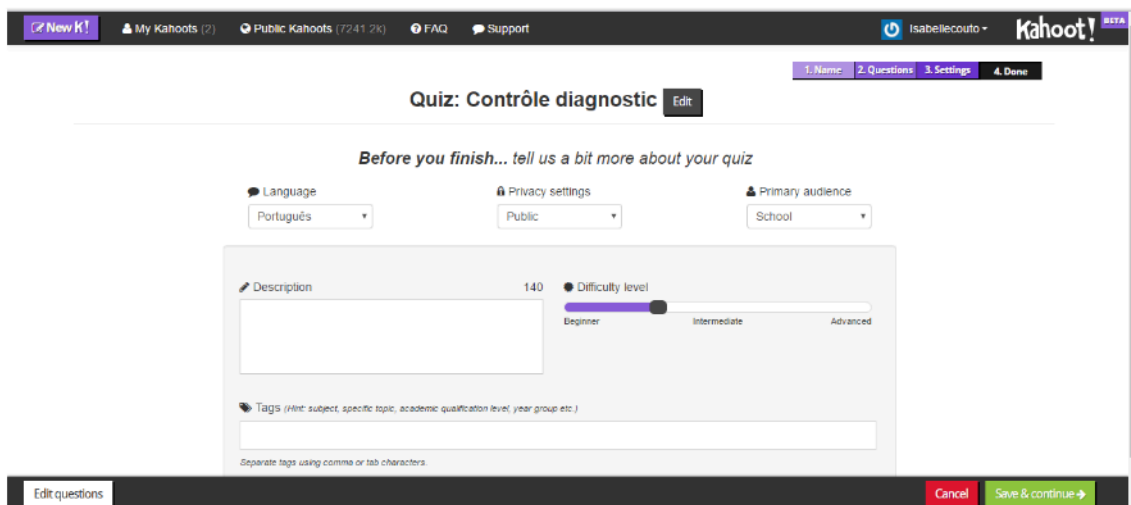 New K! My Kahoots (2) Public Kahoots (7241.2k) FAQ Support Isabellecouto Kahoot! BETA
1. Name 2. Questions 3. Settings 4. Done
Quiz: Contrôle diagnostic Edit
Before you finish... tell us a bit more about your quiz
Language Privacy settings Primary audience
Português Public School
Description 140 Difficulty level
Beginner Intermediate Advanced
Tags (Hint: subject, specific topic, academic qualification level, year group etc.)
Separate tags using comma or tab characters.
Edit questions Cancel Save & continue